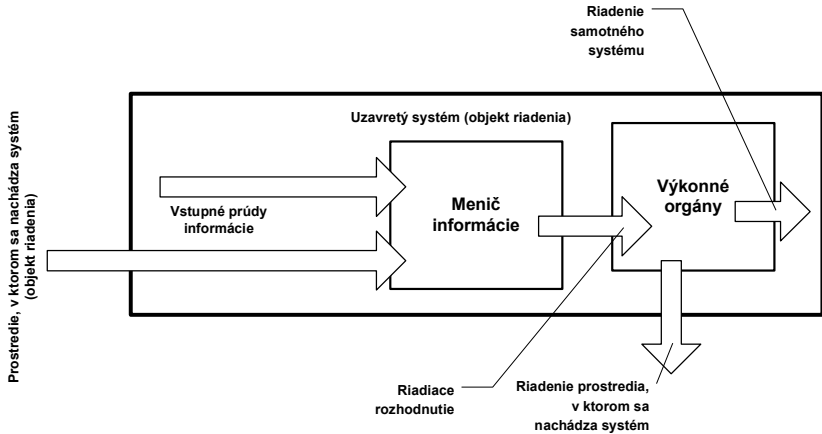 Riadenie
samotného
systému
Uzavretý systém (objekt riadenia)
Prostredie, v ktorom sa nachádza systém
(objekt riadenia)
Vstupné prúdy
informácie
Menič
informácie
Výkonné
orgány
Riadiace
rozhodnutie
Riadenie prostredia,
v ktorom sa
nachádza systém